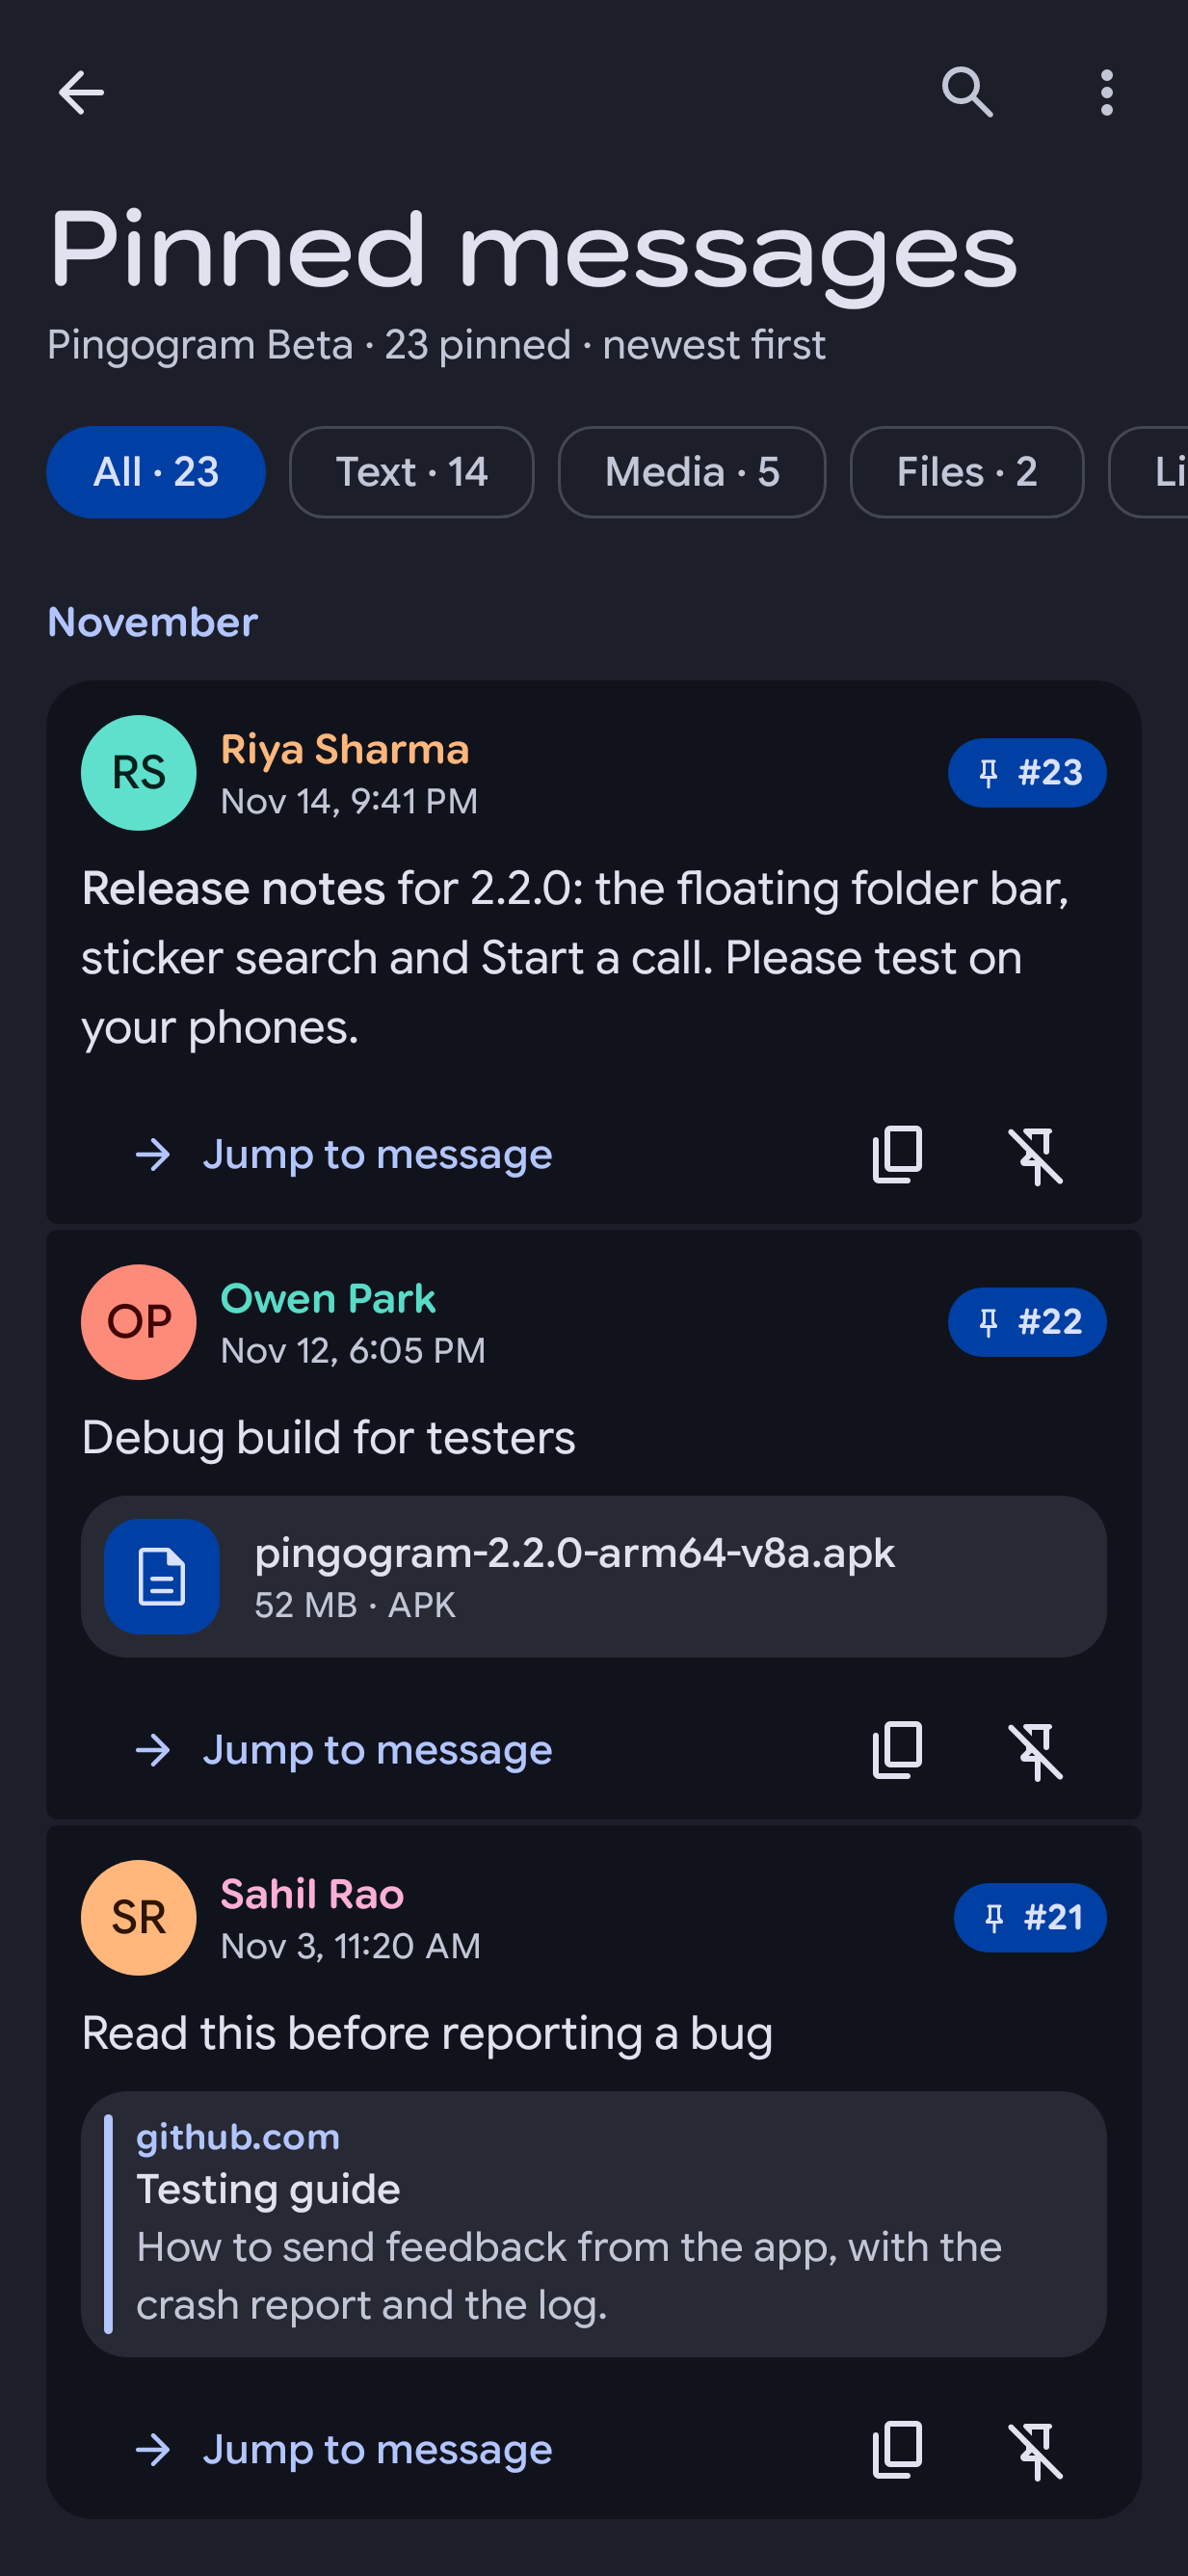 Pinned messages
Pingogram Beta · 23 pinned · newest first
All · 23
Text · 14
Media · 5
Files · 2
Li
November
RS
Riya Sharma
Nov 14, 9:41 PM
#23
Release notes for 2.2.0: the floating folder bar,
sticker search and Start a call. Please test on
your phones.
Jump to message
OP
Owen Park
Nov 12, 6:05 PM
#22
Debug build for testers
pingogram-2.2.0-arm64-v8a.apk
52 MB · APK
Jump to message
SR
Sahil Rao
Nov 3, 11:20 AM
#21
Read this before reporting a bug
github.com
Testing guide
How to send feedback from the app, with the
crash report and the log.
Jump to message